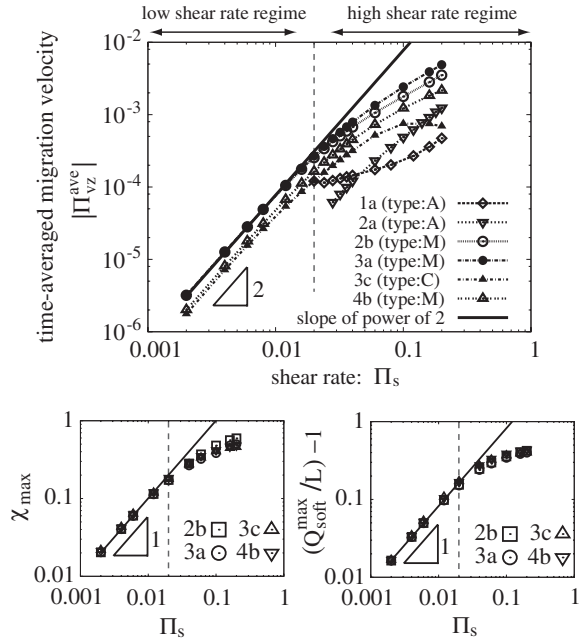 low shear rate regime high shear rate regime
time-averaged migration velocity
|Π_vz^ave|
10^-2
10^-3
10^-4
10^-5
10^-6
2
1a (type:A)
2a (type:A)
2b (type:M)
3a (type:M)
3c (type:C)
4b (type:M)
slope of power of 2
0.001 0.01 0.1 1
shear rate: Π_s
χ_max
1
0.1
0.01
1
2b 3c
3a 4b
0.001 0.01 0.1 1
Π_s
(Q_soft^max/L) −1
1
0.1
0.01
1
2b 3c
3a 4b
0.001 0.01 0.1 1
Π_s